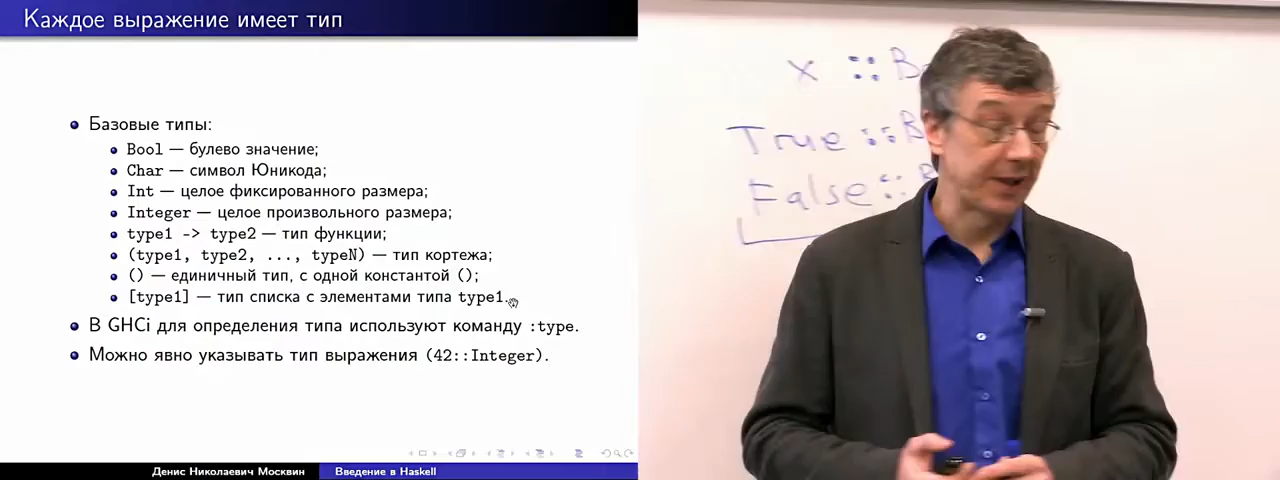 Каждое выражение имеет тип
Базовые типы:
Bool — булево значение;
Char — символ Юникода;
Int — целое фиксированного размера;
Integer — целое произвольного размера;
type1 -> type2 — тип функции;
(type1, type2, ..., typeN) — тип кортежа;
() — единичный тип, с одной константой ();
[type1] — тип списка с элементами типа type1.
В GHCi для определения типа используют команду :type.
Можно явно указывать тип выражения (42::Integer).
Денис Николаевич Москвин Введение в Haskell
x :: B
True :: B
False ::